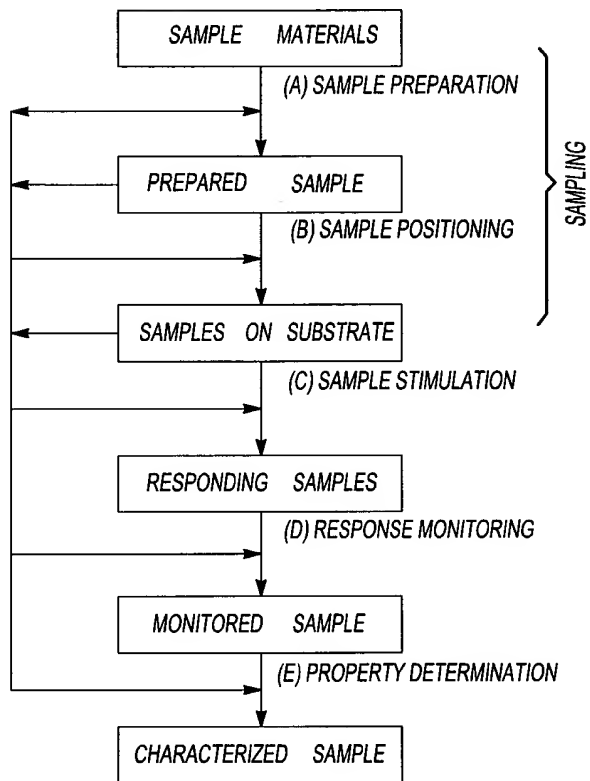 SAMPLE MATERIALS
(A) SAMPLE PREPARATION
PREPARED SAMPLE
(B) SAMPLE POSITIONING
SAMPLING
SAMPLES ON SUBSTRATE
(C) SAMPLE STIMULATION
RESPONDING SAMPLES
(D) RESPONSE MONITORING
MONITORED SAMPLE
(E) PROPERTY DETERMINATION
CHARACTERIZED SAMPLE